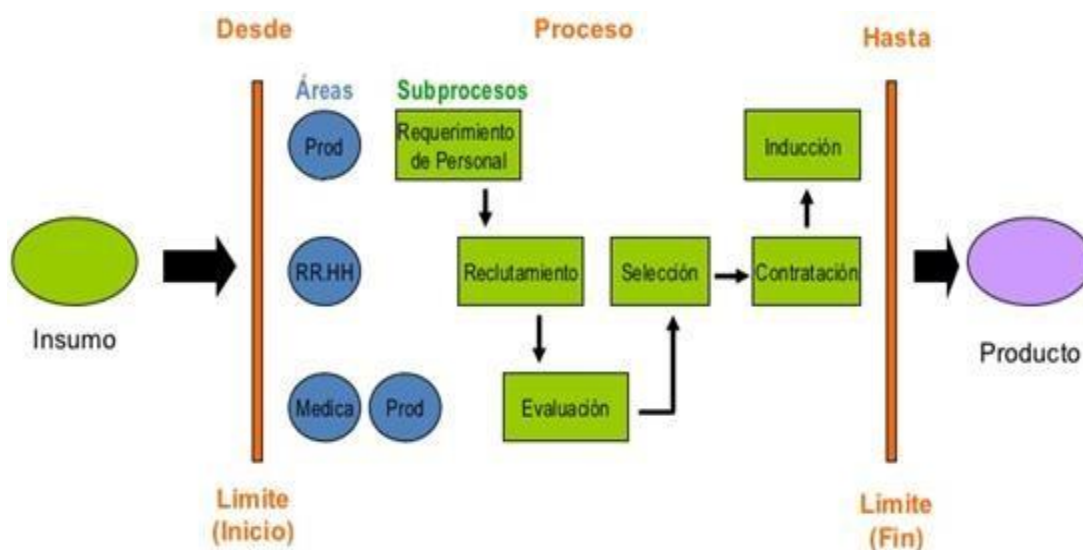 Desde
Proceso
Hasta
Áreas
Subprocesos
Prod
Requerimiento
de Personal
Inducción
RR.HH
Reclutamiento
Selección
Contratación
Insumo
Producto
Medica
Prod
Evaluación
Limite
(Inicio)
Limite
(Fin)